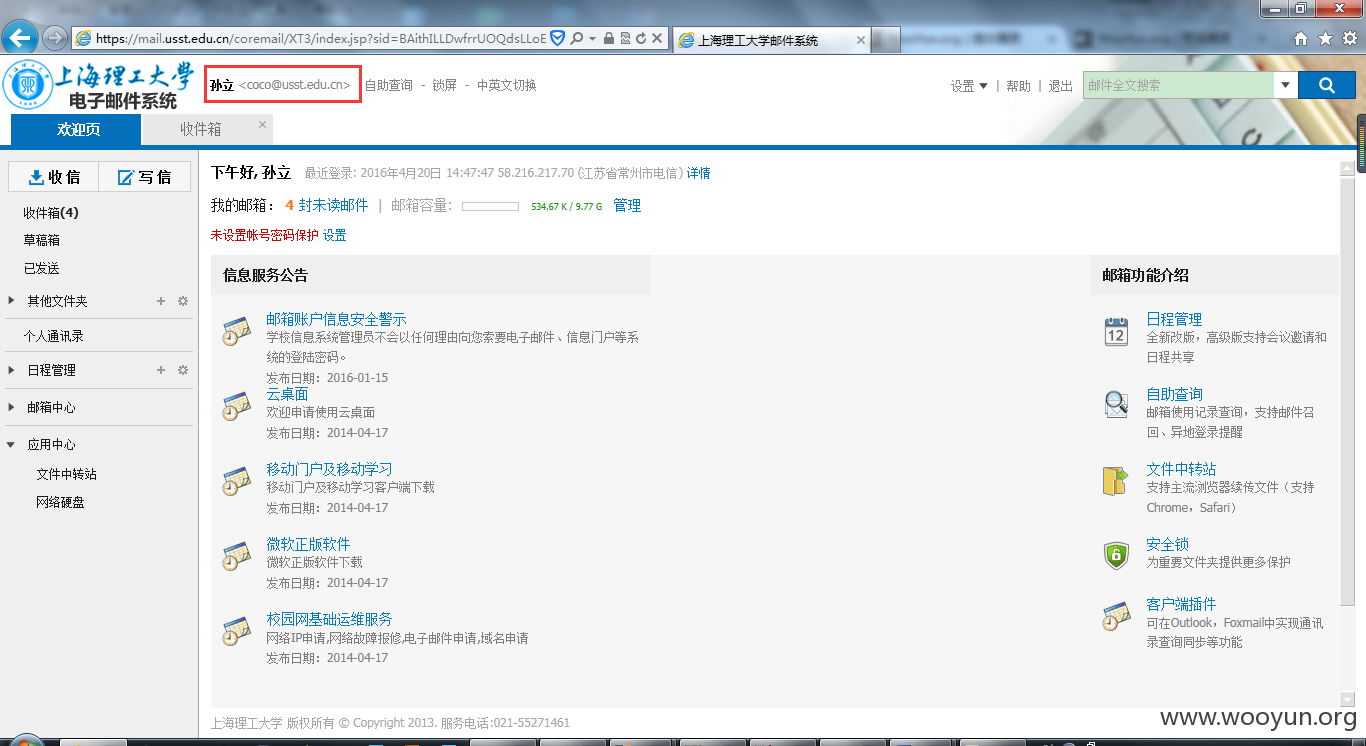 https://mail.usst.edu.cn/coremail/XT3/index.jsp?sid=BAithILLDwfrrUOQdsLLoE
上海理工大学邮件系统
上海理工大学
电子邮件系统
孙立 <coco@usst.edu.cn> 自助查询 - 锁屏 - 中英文切换
设置 | 帮助 | 退出 邮件全文搜索
欢迎页 收件箱
收信 写信
收件箱(4)
草稿箱
已发送
其他文件夹
个人通讯录
日程管理
邮箱中心
应用中心
文件中转站
网络硬盘
下午好, 孙立 最近登录: 2016年4月20日 14:47:47 58.216.217.70 (江苏省常州市电信) 详情
我的邮箱： 4 封未读邮件 | 邮箱容量: 534.67 K / 9.77 G 管理
未设置帐号密码保护 设置
信息服务公告
邮箱账户信息安全警示
学校信息系统管理员不会以任何理由向您索要电子邮件、信息门户等系
统的登陆密码。
发布日期：2016-01-15
云桌面
欢迎申请使用云桌面
发布日期：2014-04-17
移动门户及移动学习
移动门户及移动学习客户端下载
发布日期：2014-04-17
微软正版软件
微软正版软件下载
发布日期：2014-04-17
校园网基础运维服务
网络IP申请,网络故障报修,电子邮件申请,域名申请
发布日期：2014-04-17
邮箱功能介绍
12
日程管理
全新改版，高级版支持会议邀请和
日程共享
自助查询
邮箱使用记录查询，支持邮件召
回、异地登录提醒
文件中转站
支持主流浏览器续传文件（支持
Chrome，Safari）
安全锁
为重要文件夹提供更多保护
客户端插件
可在Outlook，Foxmail中实现通讯
录查询同步等功能
上海理工大学 版权所有 © Copyright 2013. 服务电话:021-55271461
www.wooyun.org